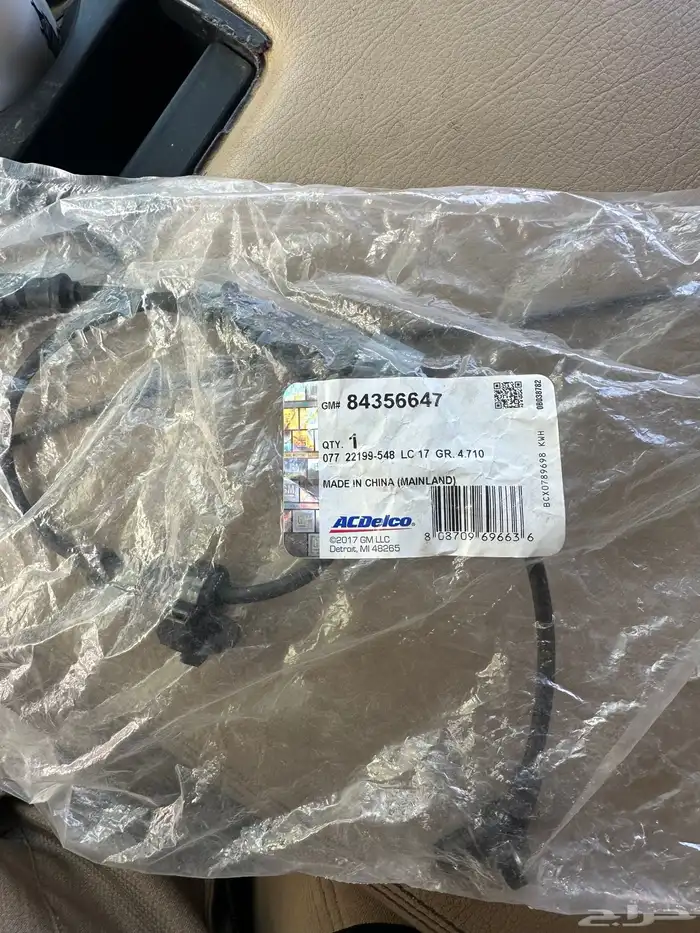 GM# 84356647
08038782
QTY. 1
077 22199-548 LC 17 GR. 4.710
BCX0789698 KWH
MADE IN CHINA (MAINLAND)
ACDelco
©2017 GM LLC
Detroit, MI 48265
8 08709 69663 6
حراج